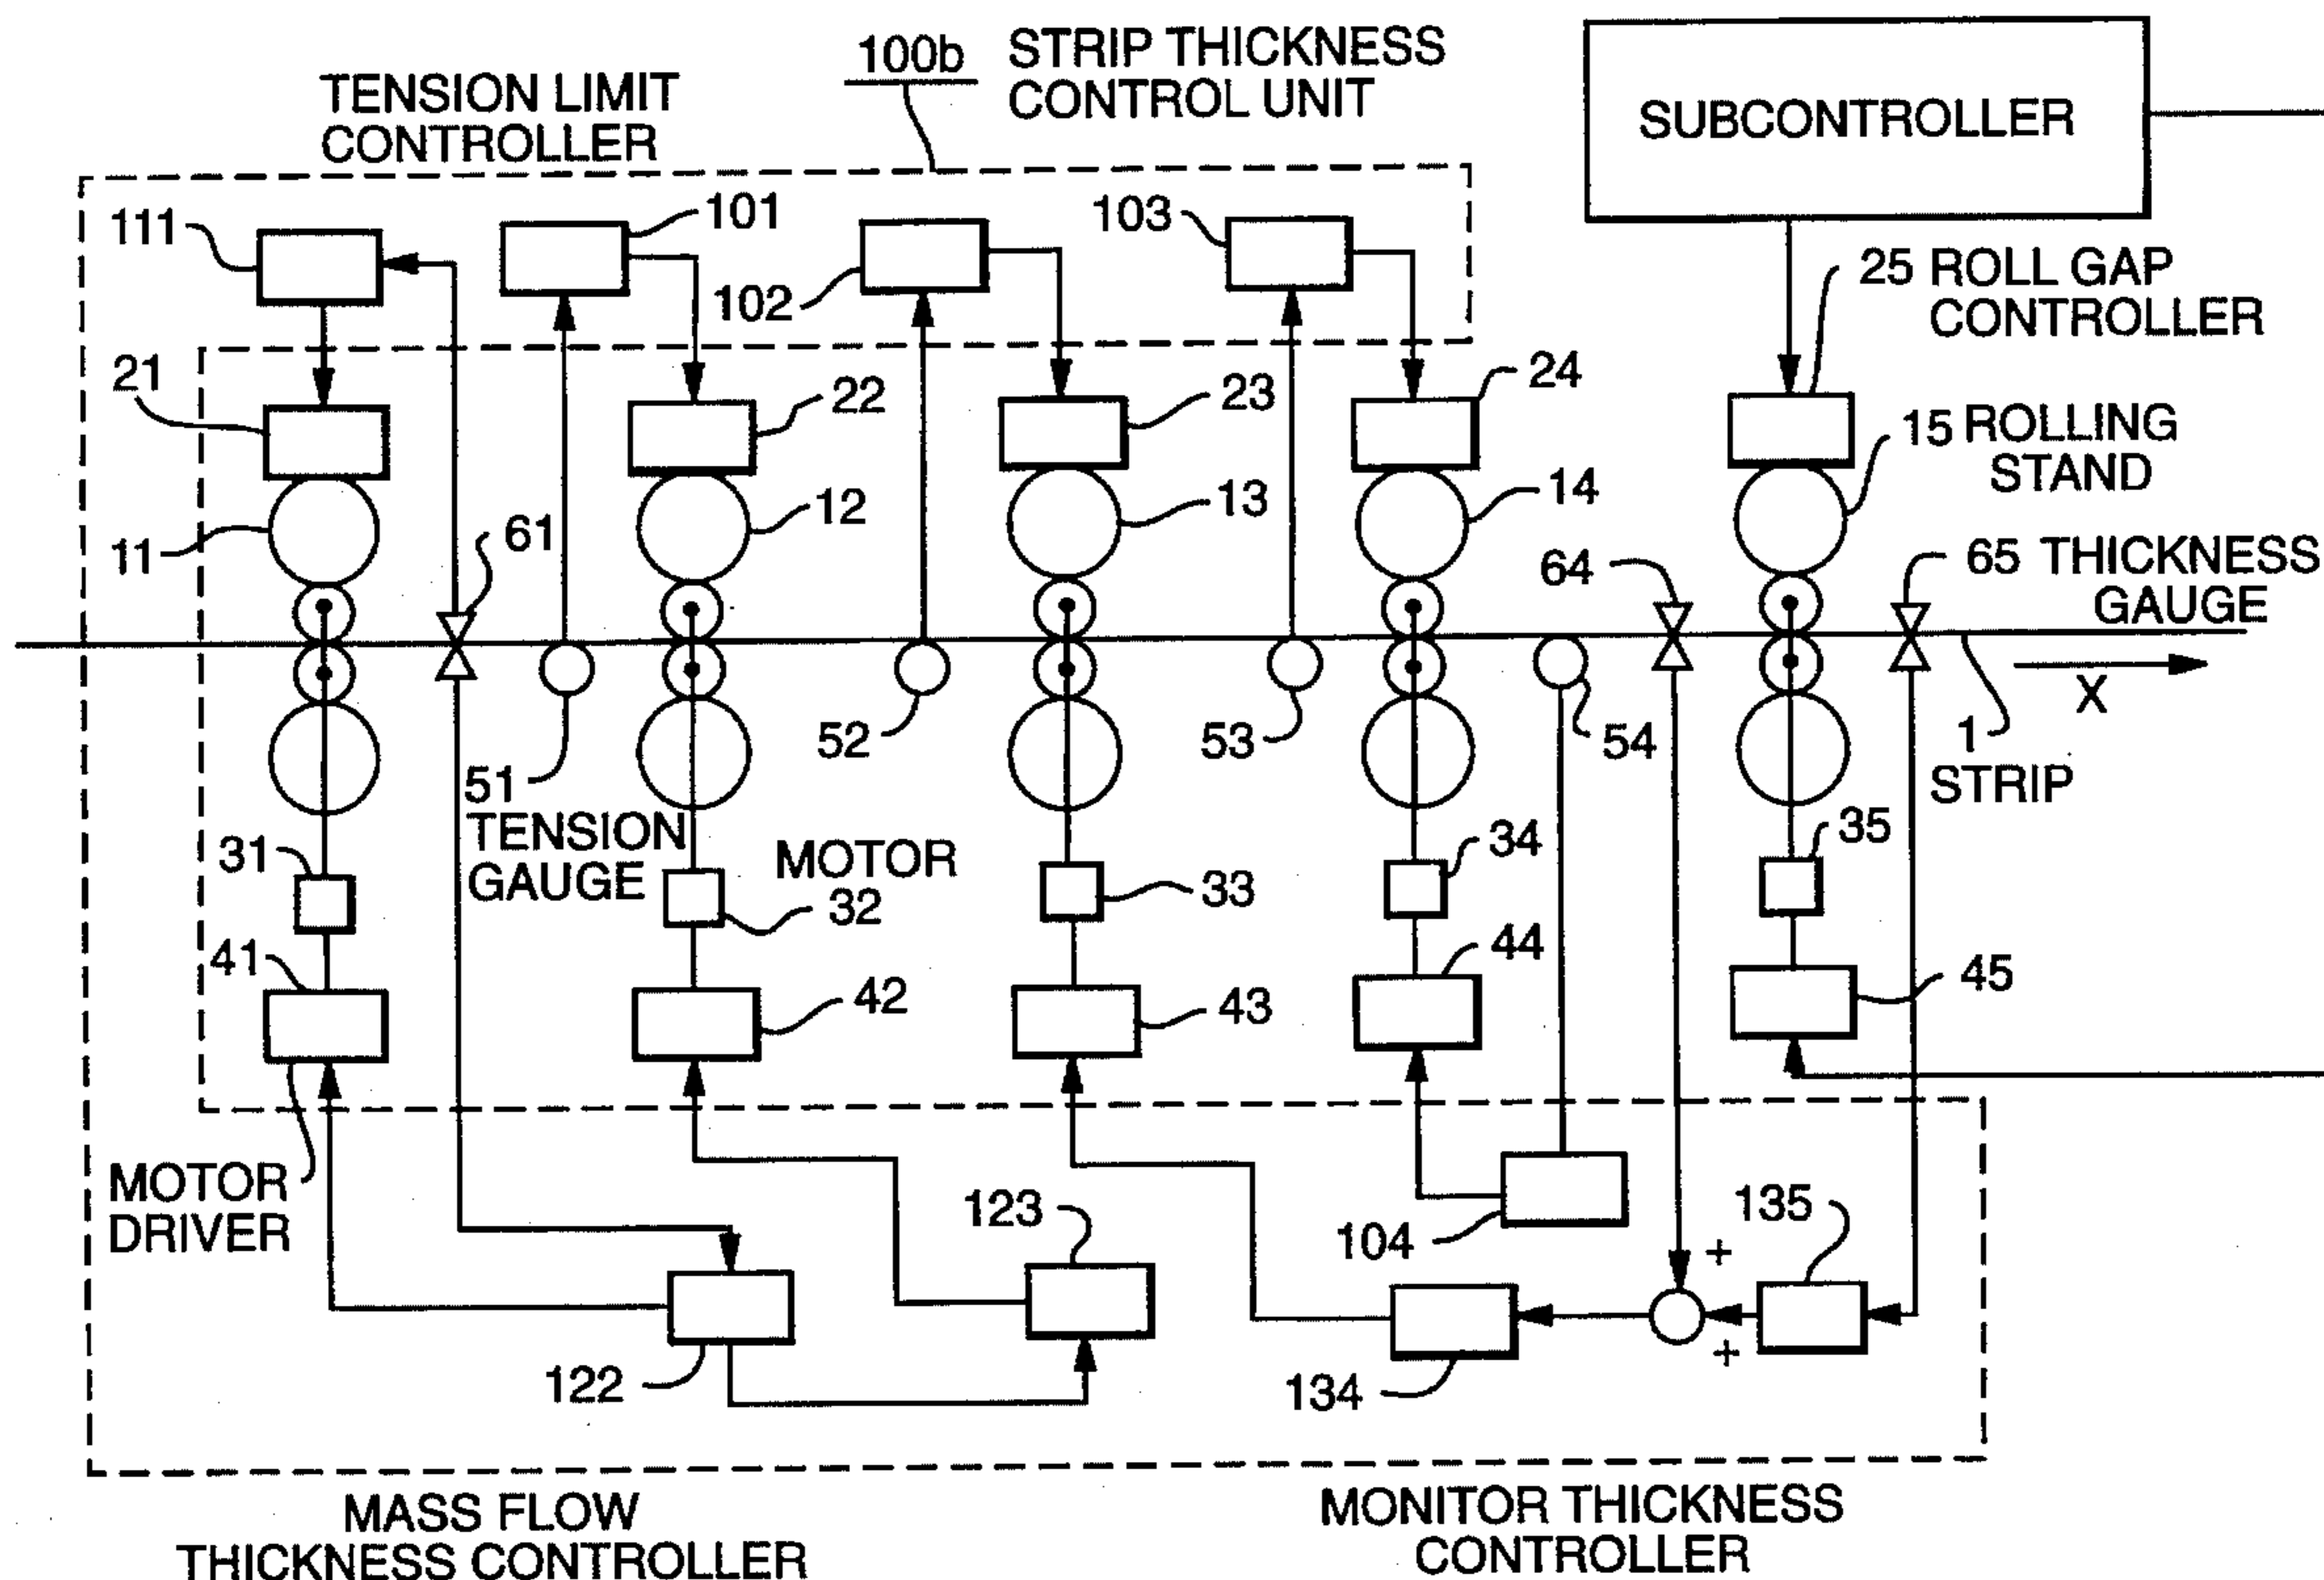 100b STRIP THICKNESS
CONTROL UNIT
TENSION LIMIT
CONTROLLER
SUBCONTROLLER
111
101
102
103
25 ROLL GAP
CONTROLLER
21
22
23
24
15 ROLLING
STAND
11
61
12
13
14
64
65 THICKNESS
GAUGE
X
51
TENSION
GAUGE
52
53
54
1
STRIP
31
MOTOR
32
33
34
35
41
42
43
44
45
MOTOR
DRIVER
123
104
135
+
+
122
134
MASS FLOW
THICKNESS CONTROLLER
MONITOR THICKNESS
CONTROLLER